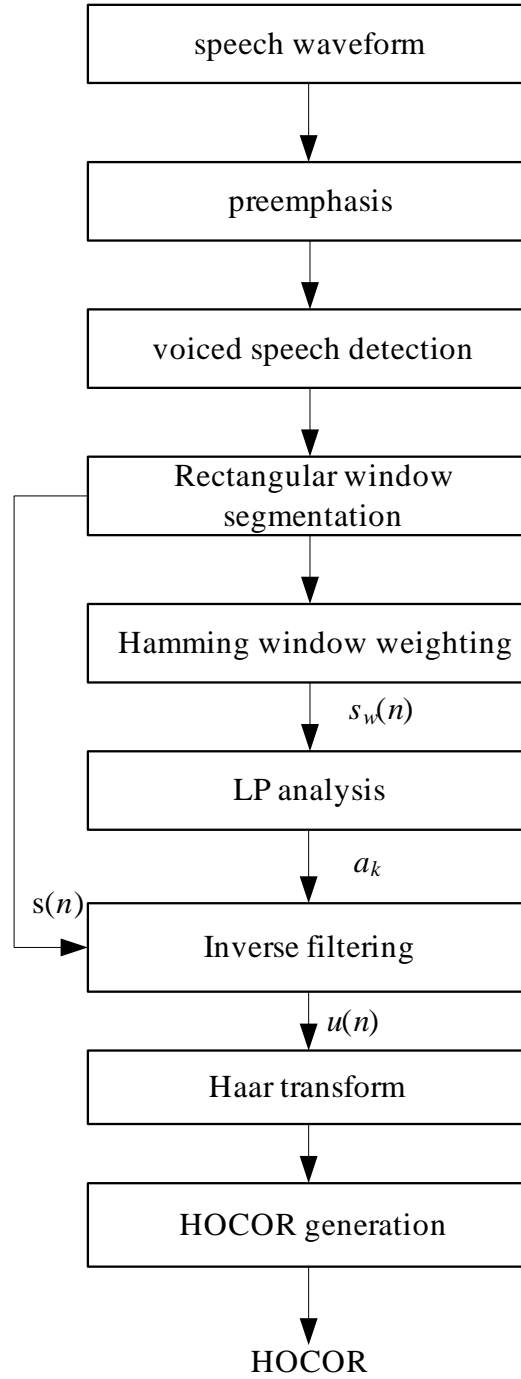 speech waveform
preemphasis
voiced speech detection
Rectangular window
segmentation
Hamming window weighting
s_w(n)
LP analysis
a_k
s(n)
Inverse filtering
u(n)
Haar transform
HOCOR generation
HOCOR